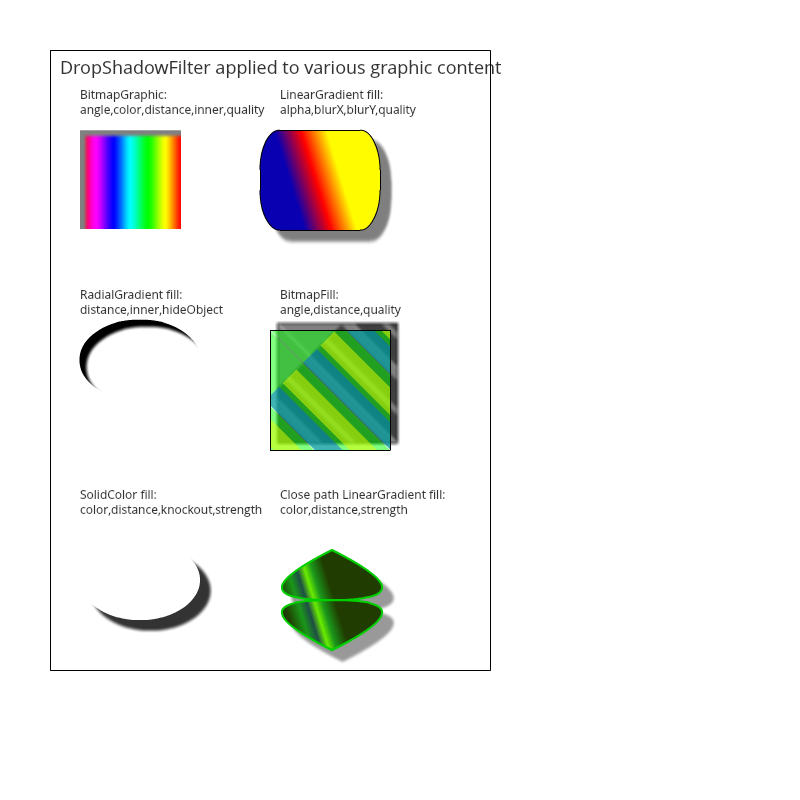 DropShadowFilter applied to various graphic content
BitmapGraphic:
angle,color,distance,inner,quality
LinearGradient fill:
alpha,blurX,blurY,quality
RadialGradient fill:
distance,inner,hideObject
BitmapFill:
angle,distance,quality
SolidColor fill:
color,distance,knockout,strength
Close path LinearGradient fill:
color,distance,strength